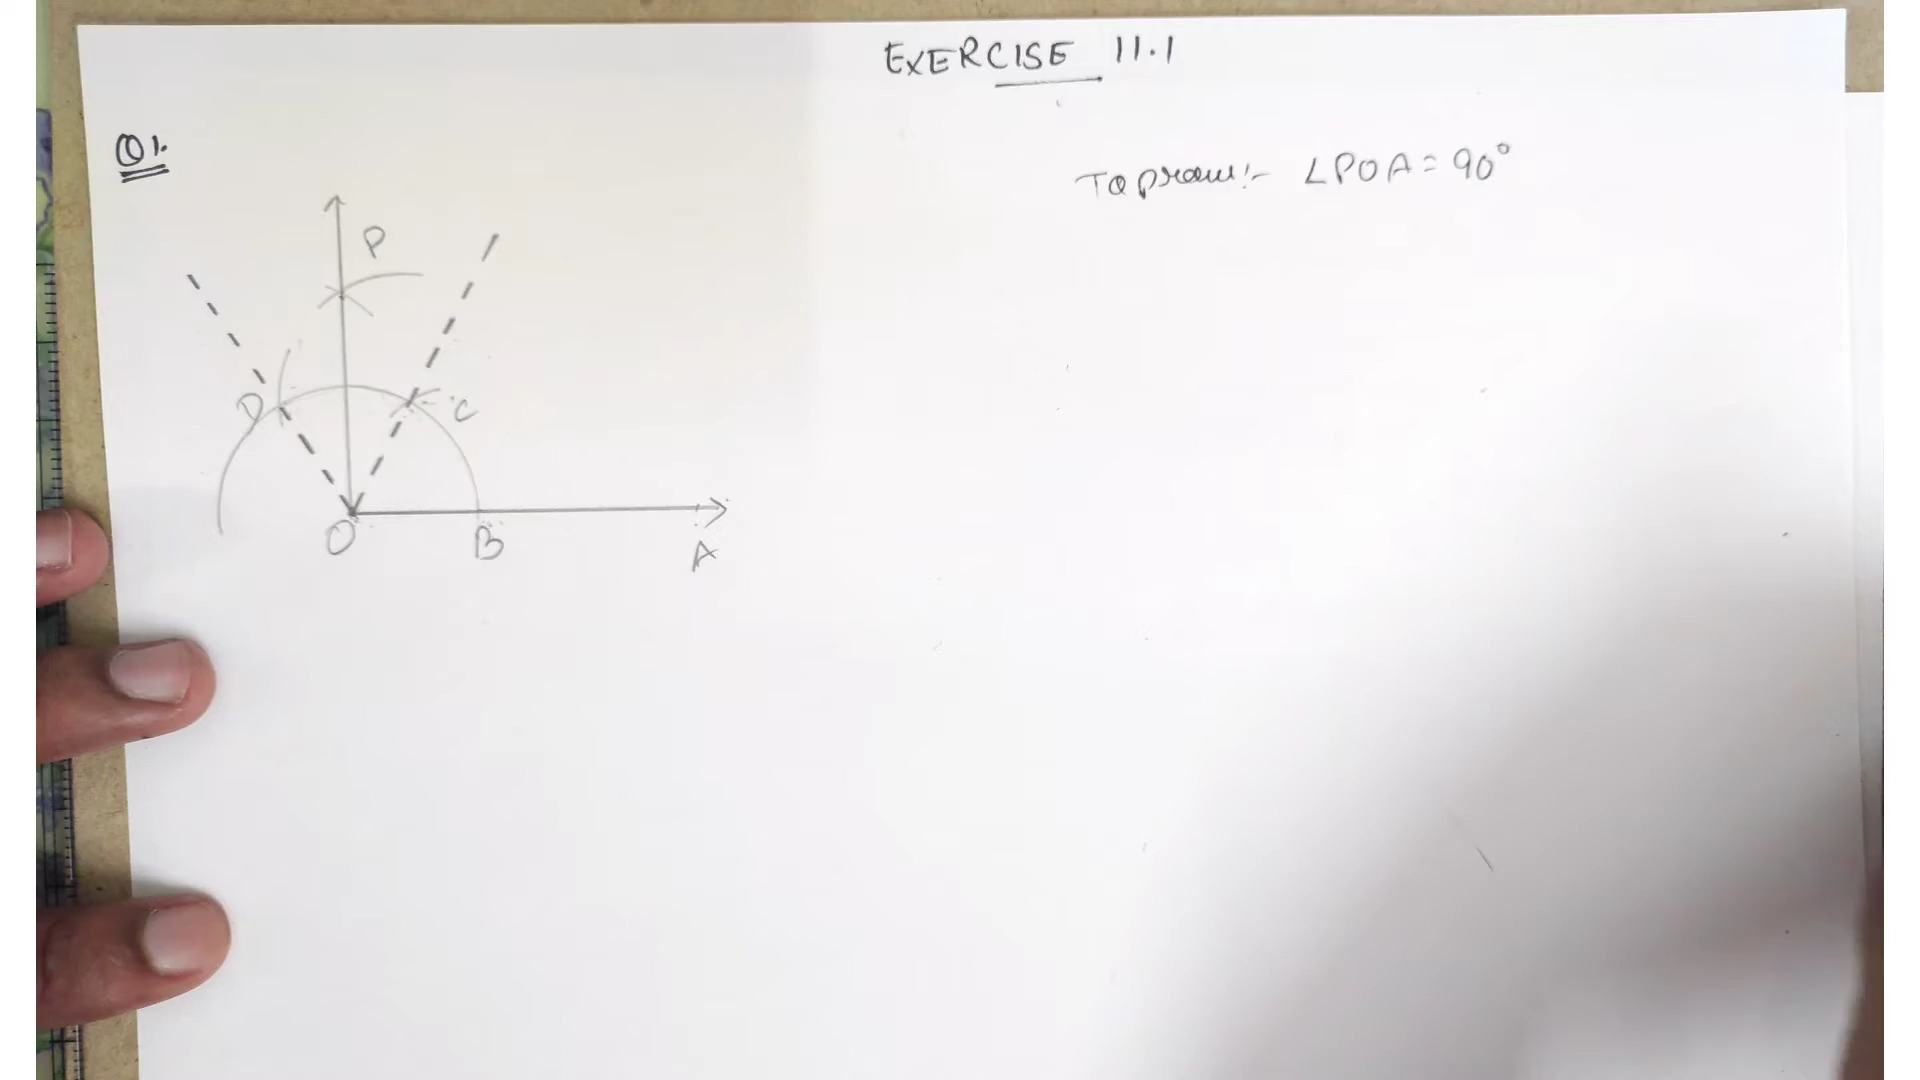 EXERCISE 11.1
Q1.
To prove:- ∠POA = 90°
P
D
C
O
B
A